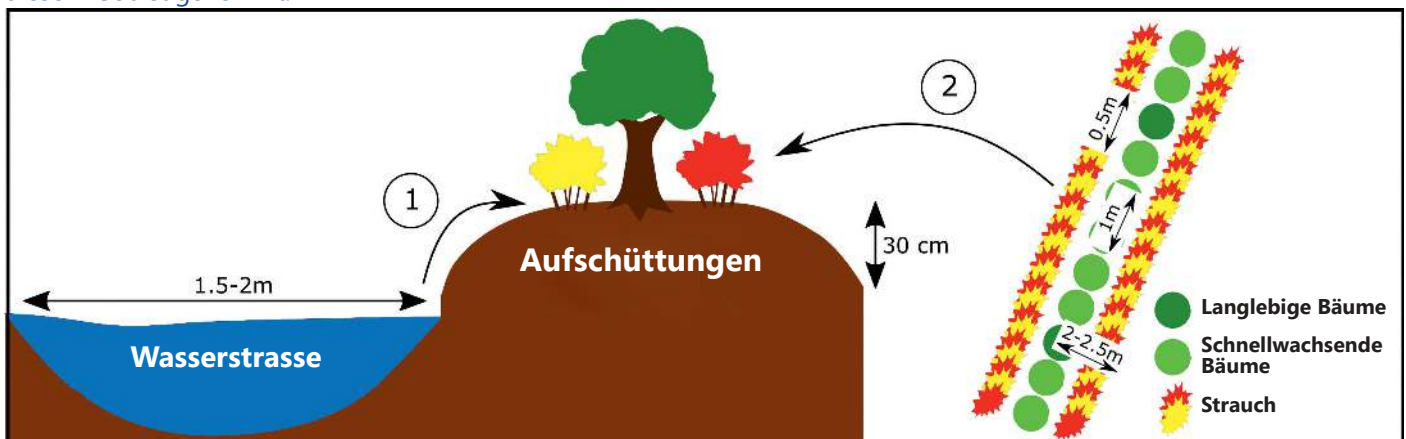 1
2
0.5m
1m
30 cm
Aufschüttungen
1.5-2m
Wasserstrasse
2-2.5m
Langlebige Bäume
Schnellwachsende
Bäume
Strauch